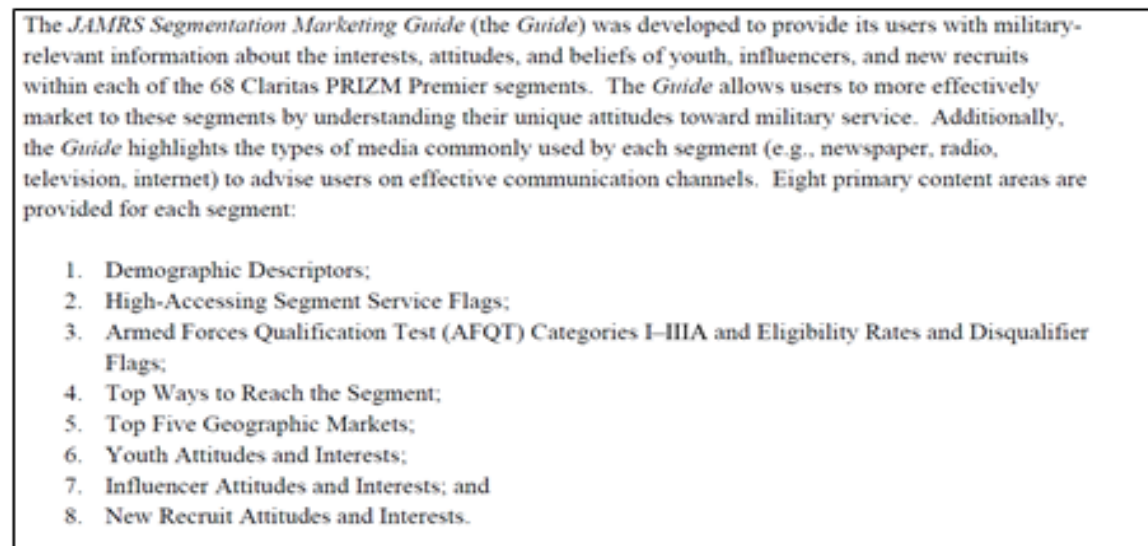 The JAMRS Segmentation Marketing Guide (the Guide) was developed to provide its users with military-
relevant information about the interests, attitudes, and beliefs of youth, influencers, and new recruits
within each of the 68 Claritas PRIZM Premier segments.  The Guide allows users to more effectively
market to these segments by understanding their unique attitudes toward military service.  Additionally,
the Guide highlights the types of media commonly used by each segment (e.g., newspaper, radio,
television, internet) to advise users on effective communication channels.  Eight primary content areas are
provided for each segment:
1. Demographic Descriptors;
2. High-Accessing Segment Service Flags;
3. Armed Forces Qualification Test (AFQT) Categories I–IIIA and Eligibility Rates and Disqualifier
Flags;
4. Top Ways to Reach the Segment;
5. Top Five Geographic Markets;
6. Youth Attitudes and Interests;
7. Influencer Attitudes and Interests; and
8. New Recruit Attitudes and Interests.